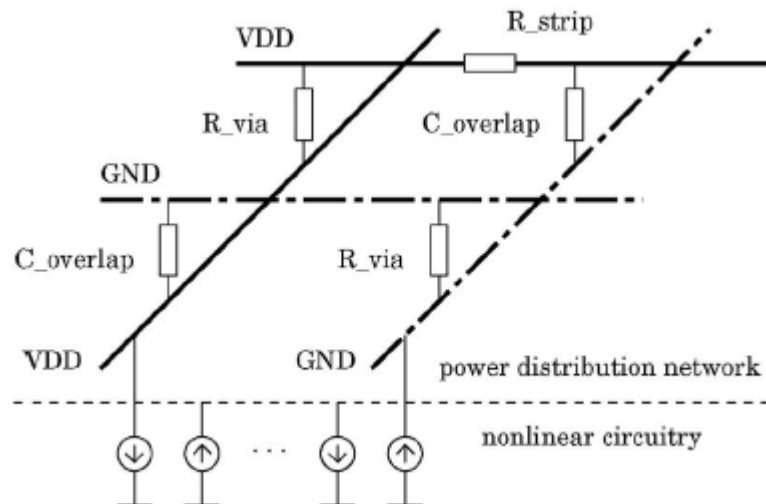 R_strip
VDD
R_via
C_overlap
GND
C_overlap
R_via
VDD
GND
power distribution network
nonlinear circuitry
...